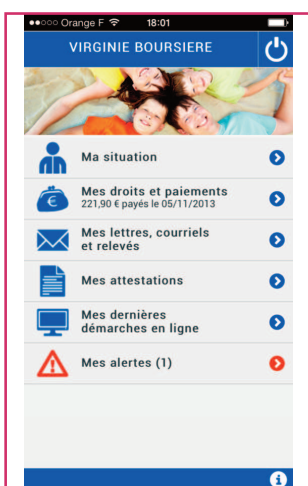 Orange F 18:01
VIRGINIE BOURSIERE
Ma situation
€
Mes droits et paiements
221,90 € payés le 05/11/2013
Mes lettres, courriels
et relevés
Mes attestations
Mes dernières
démarches en ligne
Mes alertes (1)
i